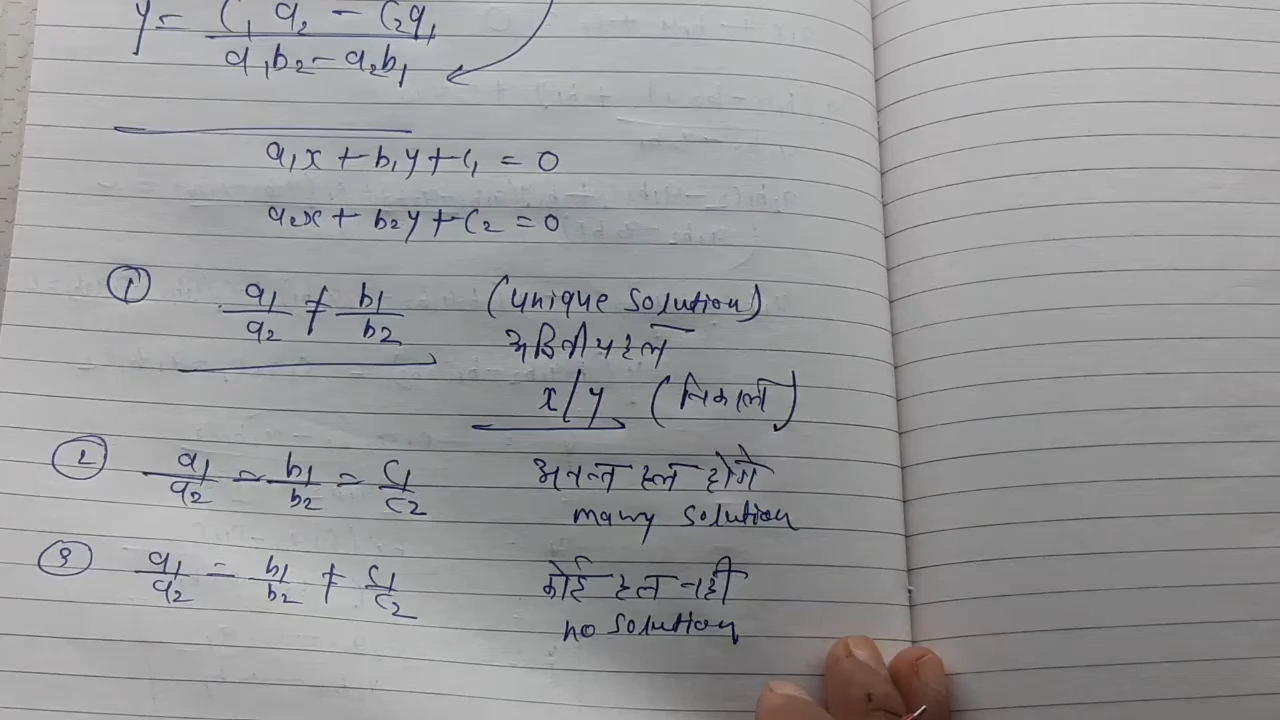 y = C₁a₂ - C₂a₁ / a₁b₂ - a₂b₁
a₁x + b₁y + c₁ = 0
a₂x + b₂y + c₂ = 0
① a₁/a₂ ≠ b₁/b₂ (unique solution)
अद्वितीय हल
x/y (निकालो)
② a₁/a₂ = b₁/b₂ = C₁/C₂ अनन्त हल होगे
many solution
③ a₁/a₂ = b₁/b₂ ≠ C₁/C₂ कोई हल नही
no solution